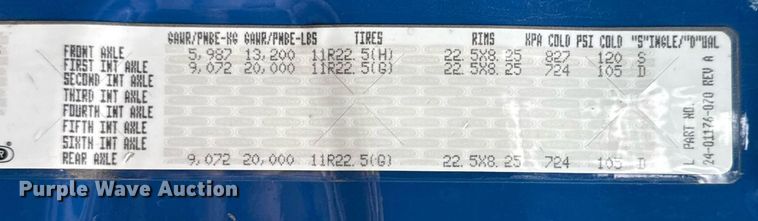 GAWR/PNBE-KG GAWR/PNBE-LBS TIRES RIMS KPA COLD PSI COLD "S"INGLE/"D"UAL
FRONT AXLE 5,987 13,200 11R22.5(H) 22.5X8.25 827 120 S
FIRST INT AXLE 9,072 20,000 11R22.5(G) 22.5X8.25 724 105 D
SECOND INT AXLE
THIRD INT AXLE
FOURTH INT AXLE
FIFTH INT AXLE
SIXTH INT AXLE
REAR AXLE 9,072 20,000 11R22.5(G) 22.5X8.25 724 105 D
L PART NO.
24-01176-070 REV A
Purple Wave Auction